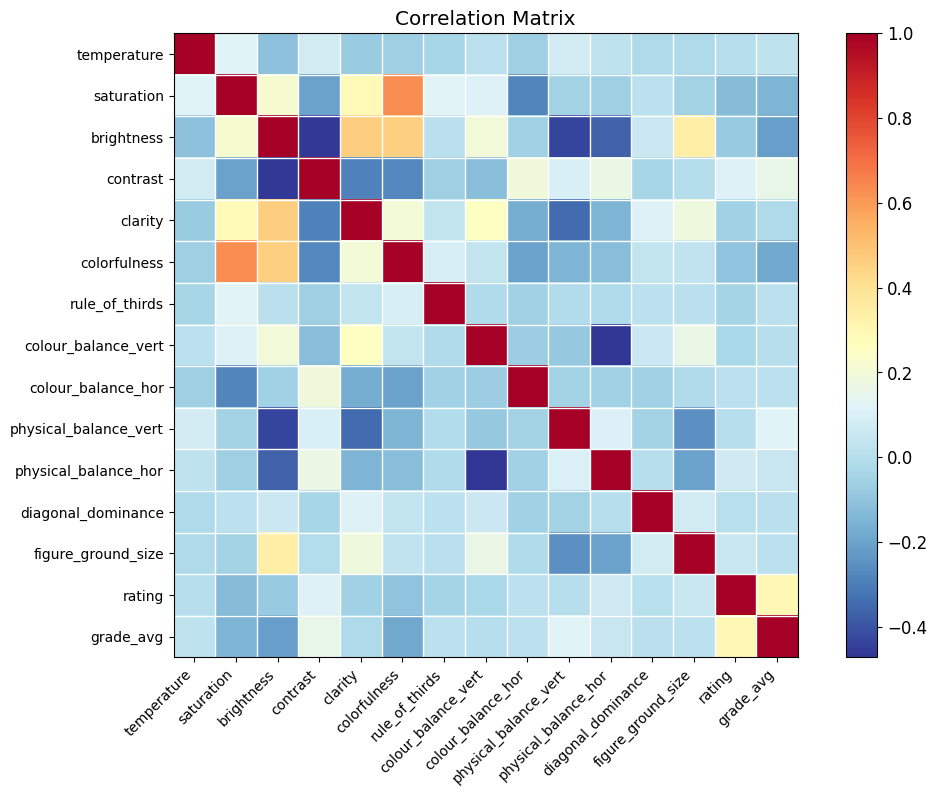 Correlation Matrix
temperature
saturation
brightness
contrast
clarity
colorfulness
rule_of_thirds
colour_balance_vert
colour_balance_hor
physical_balance_vert
physical_balance_hor
diagonal_dominance
figure_ground_size
rating
grade_avg
temperature
saturation
brightness
contrast
clarity
colorfulness
rule_of_thirds
colour_balance_vert
colour_balance_hor
physical_balance_vert
physical_balance_hor
diagonal_dominance
figure_ground_size
rating
grade_avg
1.0
0.8
0.6
0.4
0.2
0.0
−0.2
−0.4